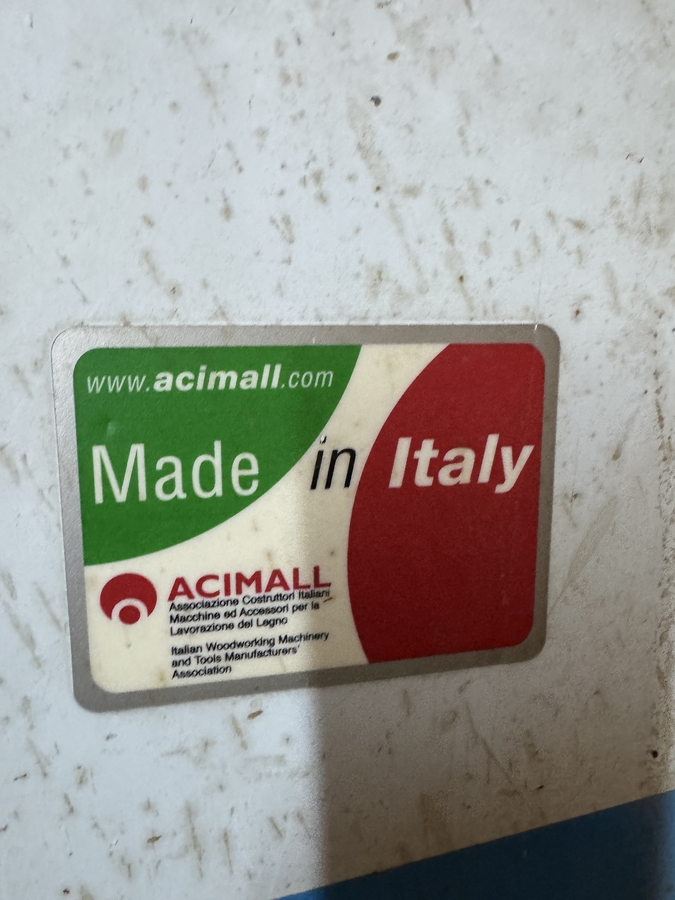 www.acimall.com
Made in Italy
ACIMALL
Associazione Costruttori Italiani
Macchine ed Accessori per la
Lavorazione del Legno
Italian Woodworking Machinery
and Tools Manufacturers'
Association